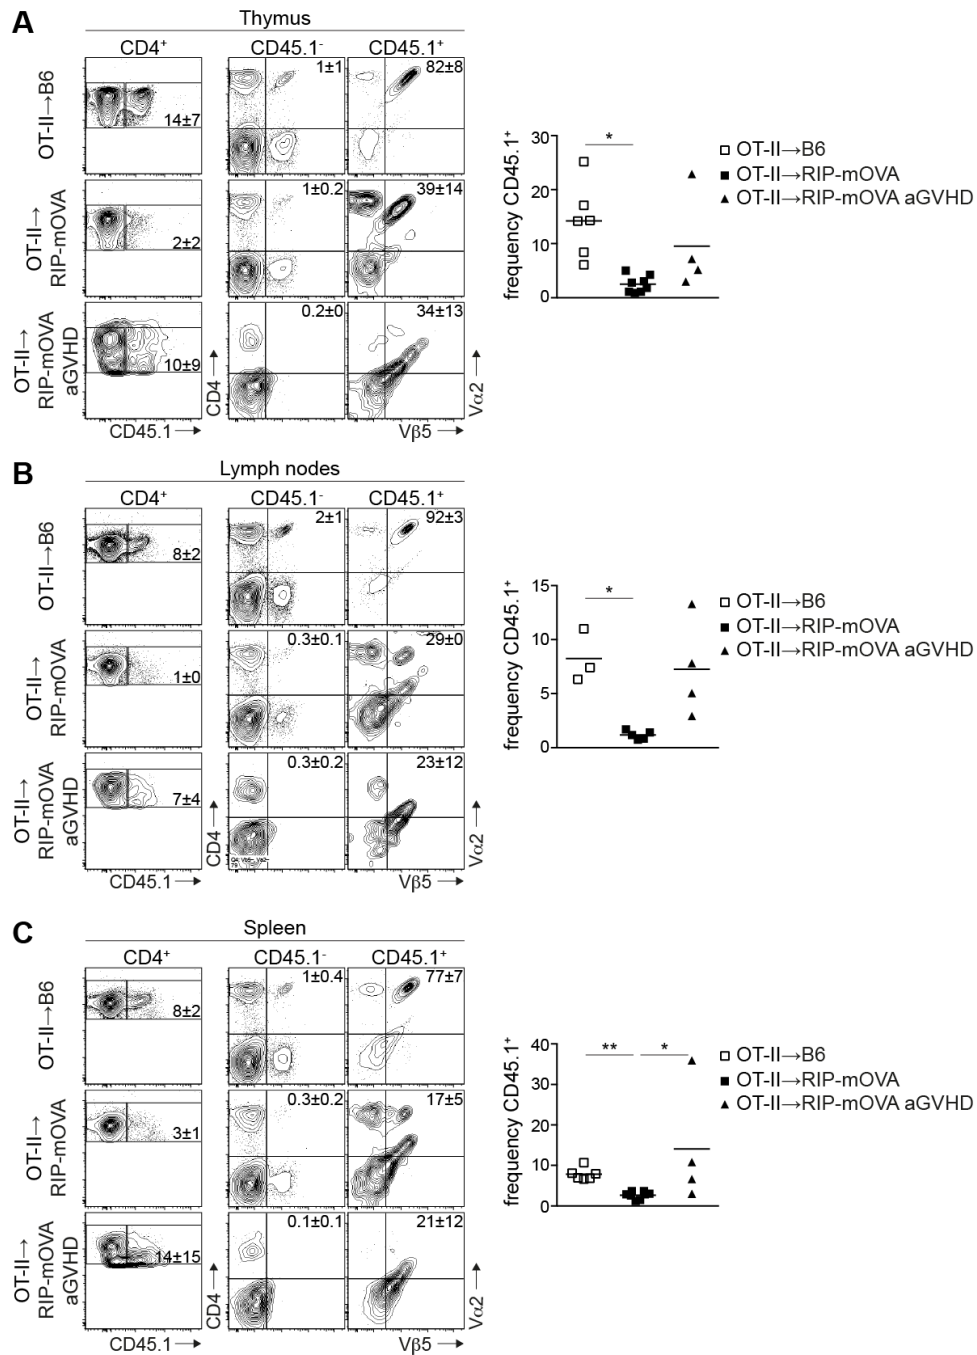 A
Thymus
CD4⁺
CD45.1⁻
CD45.1⁺
OT-II→B6
14±7
1±1
82±8
OT-II→
RIP-mOVA
2±2
1±0.2
39±14
OT-II→
RIP-mOVA
aGVHD
10±9
0.2±0
34±13
CD45.1
CD4
Vβ5
Vα2
frequency CD45.1⁺
30
20
10
0
*
OT-II→B6
OT-II→RIP-mOVA
OT-II→RIP-mOVA aGVHD
B
Lymph nodes
CD4⁺
CD45.1⁻
CD45.1⁺
OT-II→B6
8±2
2±1
92±3
OT-II→
RIP-mOVA
1±0
0.3±0.1
29±0
OT-II→
RIP-mOVA
aGVHD
7±4
0.3±0.2
23±12
CD45.1
CD4
Vβ5
Vα2
frequency CD45.1⁺
15
10
5
0
*
OT-II→B6
OT-II→RIP-mOVA
OT-II→RIP-mOVA aGVHD
C
Spleen
CD4⁺
CD45.1⁻
CD45.1⁺
OT-II→B6
8±2
1±0.4
77±7
OT-II→
RIP-mOVA
3±1
0.3±0.2
17±5
OT-II→
RIP-mOVA
aGVHD
14±15
0.1±0.1
21±12
CD45.1
CD4
Vβ5
Vα2
frequency CD45.1⁺
40
30
20
10
0
**
*
OT-II→B6
OT-II→RIP-mOVA
OT-II→RIP-mOVA aGVHD